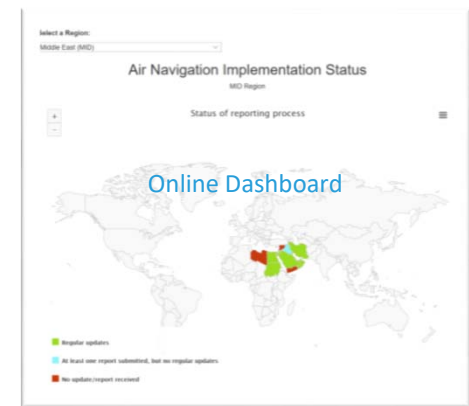 Select a Region:
Middle East (MID)
Air Navigation Implementation Status
MID Region
Status of reporting process
+
−
Online Dashboard
Regular updates
At least one report submitted, but no regular updates
No update/report received